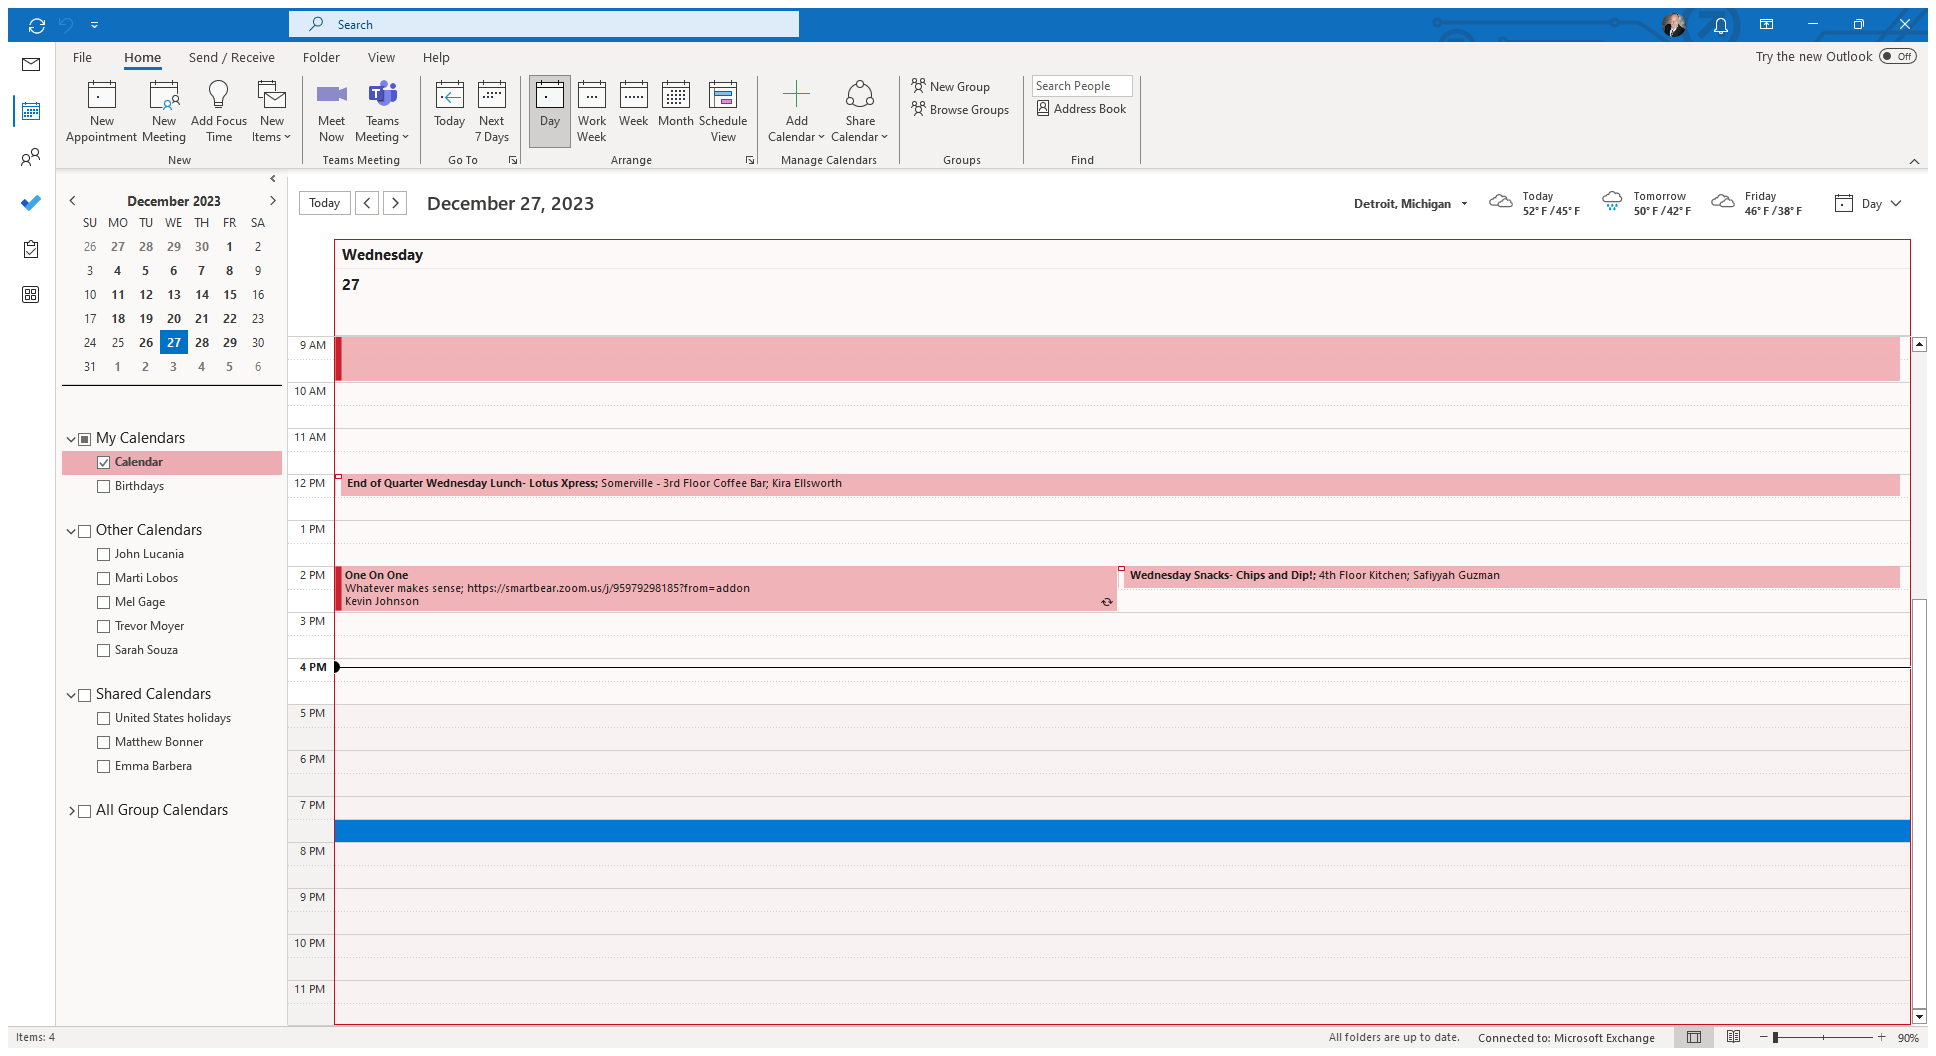 Search
File
Home
Send / Receive
Folder
View
Help
Try the new Outlook
Off
New Appointment
New Meeting
Add Focus Time
New Items
New
Meet Now
Teams Meeting
Teams Meeting
Today
Next 7 Days
Go To
Day
Work Week
Week
Month
Schedule View
Arrange
Add Calendar
Share Calendar
Manage Calendars
New Group
Browse Groups
Groups
Search People
Address Book
Find
December 2023
SU MO TU WE TH FR SA
26 27 28 29 30 1 2
3 4 5 6 7 8 9
10 11 12 13 14 15 16
17 18 19 20 21 22 23
24 25 26 27 28 29 30
31 1 2 3 4 5 6
My Calendars
Calendar
Birthdays
Other Calendars
John Lucania
Marti Lobos
Mel Gage
Trevor Moyer
Sarah Souza
Shared Calendars
United States holidays
Matthew Bonner
Emma Barbera
All Group Calendars
Today
December 27, 2023
Detroit, Michigan
Today
52° F / 45° F
Tomorrow
50° F / 42° F
Friday
46° F / 38° F
Day
Wednesday
27
9 AM
10 AM
11 AM
12 PM
End of Quarter Wednesday Lunch- Lotus Xpress; Somerville - 3rd Floor Coffee Bar; Kira Ellsworth
1 PM
2 PM
One On One
Whatever makes sense; https://smartbear.zoom.us/j/95979298185?from=addon
Kevin Johnson
Wednesday Snacks- Chips and Dip!; 4th Floor Kitchen; Safiyyah Guzman
3 PM
4 PM
5 PM
6 PM
7 PM
8 PM
9 PM
10 PM
11 PM
Items: 4
All folders are up to date.
Connected to: Microsoft Exchange
90%